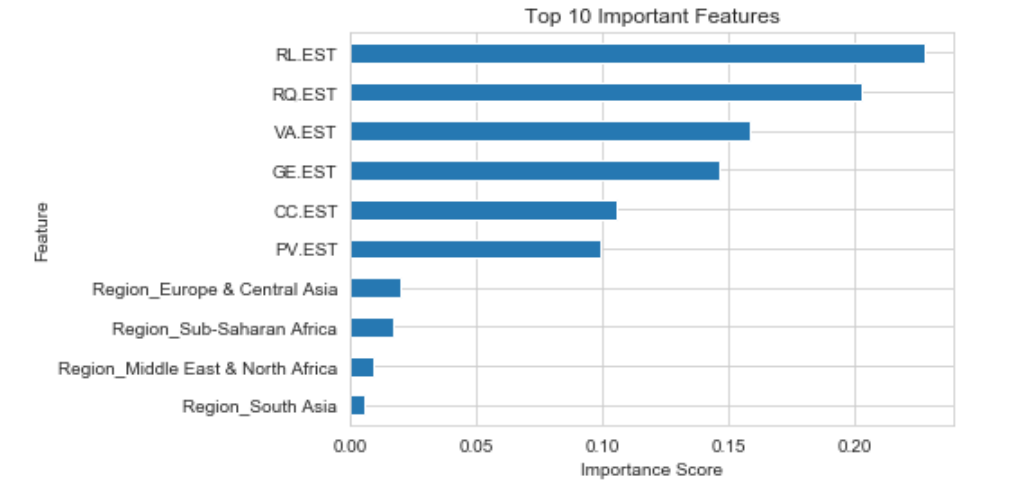 Top 10 Important Features
RL.EST
RQ.EST
VA.EST
GE.EST
CC.EST
PV.EST
Region_Europe & Central Asia
Region_Sub-Saharan Africa
Region_Middle East & North Africa
Region_South Asia
Feature
0.00 0.05 0.10 0.15 0.20
Importance Score